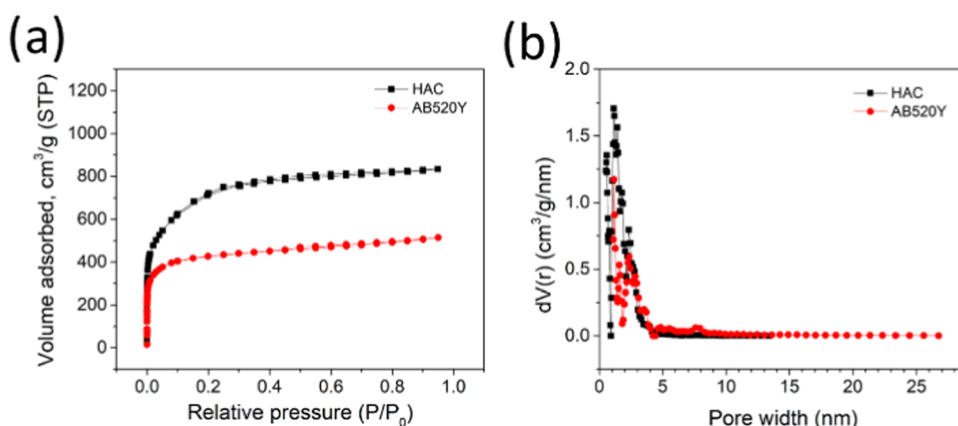 (a)
HAC
AB520Y
1200
1000
800
600
400
200
0
0.0 0.2 0.4 0.6 0.8 1.0
Volume adsorbed, cm³/g (STP)
Relative pressure (P/P₀)
(b)
HAC
AB520Y
2.0
1.5
1.0
0.5
0.0
0 5 10 15 20 25
dV(r) (cm³/g/nm)
Pore width (nm)